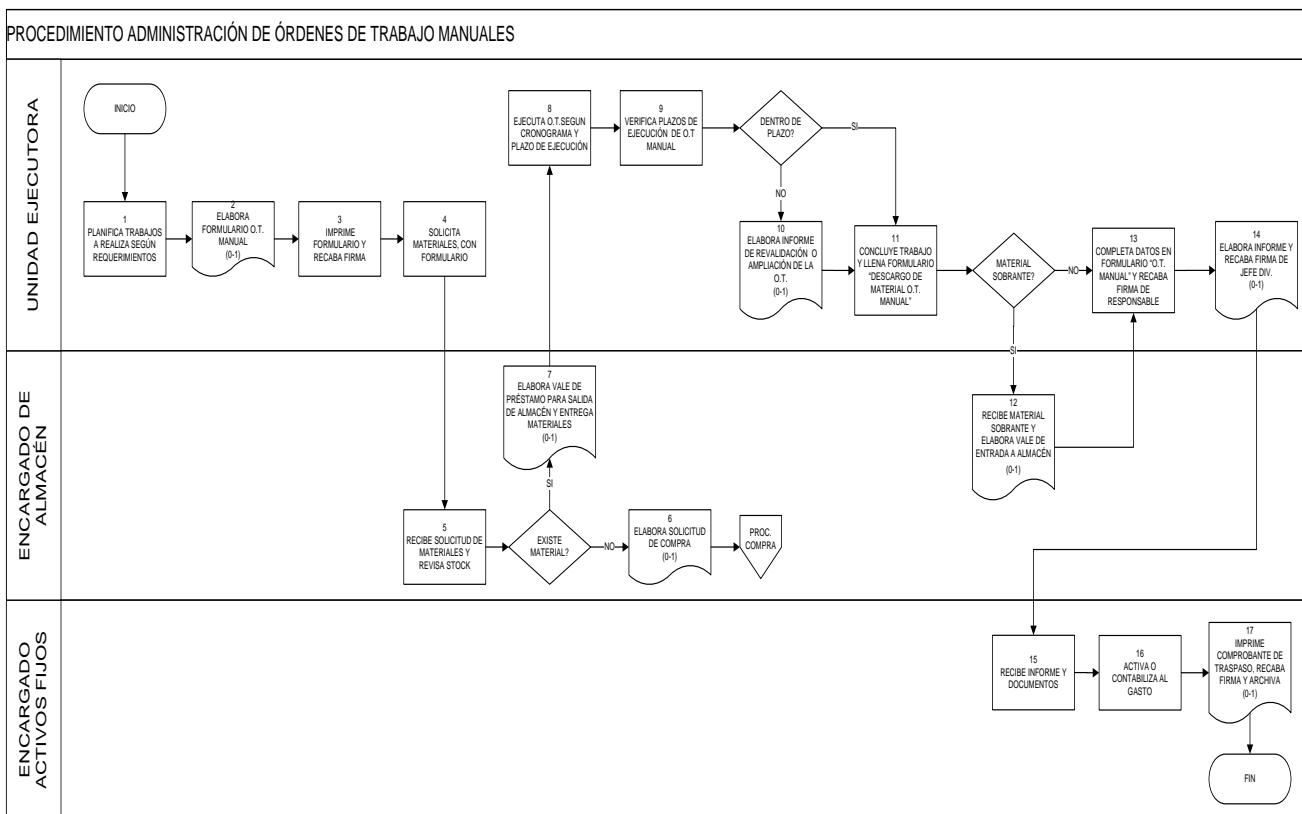 PROCEDIMIENTO ADMINISTRACIÓN DE ÓRDENES DE TRABAJO MANUALES
UNIDAD EJECUTORA
INICIO
1
PLANIFICA TRABAJOS
A REALIZA SEGÚN
REQUERIMIENTOS
2
ELABORA
FORMULARIO O.T.
MANUAL
(0-1)
3
IMPRIME
FORMULARIO Y
RECABA FIRMA
4
SOLICITA
MATERIALES, CON
FORMULARIO
8
EJECUTA O.T.SEGUN
CRONOGRAMA Y
PLAZO DE EJECUCIÓN
9
VERIFICA PLAZOS DE
EJECUCIÓN DE O.T
MANUAL
DENTRO DE
PLAZO?
SI
NO
10
ELABORA INFORME
DE REVALIDACIÓN O
AMPLIACIÓN DE LA
O.T.
(0-1)
11
CONCLUYE TRABAJO
Y LLENA FORMULARIO
“DESCARGO DE
MATERIAL O.T.
MANUAL”
MATERIAL
SOBRANTE?
NO
SI
13
COMPLETA DATOS EN
FORMULARIO “O.T.
MANUAL” Y RECABA
FIRMA DE
RESPONSABLE
14
ELABORA INFORME Y
RECABA FIRMA DE
JEFE DIV.
(0-1)
ENCARGADO DE
ALMACÉN
5
RECIBE SOLICITUD DE
MATERIALES Y
REVISA STOCK
EXISTE
MATERIAL?
SI
NO
7
ELABORA VALE DE
PRÉSTAMO PARA SALIDA
DE ALMACÉN Y ENTREGA
MATERIALES
(0-1)
6
ELABORA SOLICITUD
DE COMPRA
(0-1)
PROC.
COMPRA
12
RECIBE MATERIAL
SOBRANTE Y
ELABORA VALE DE
ENTRADA A ALMACÉN
(0-1)
ENCARGADO
ACTIVOS FIJOS
15
RECIBE INFORME Y
DOCUMENTOS
16
ACTIVA O
CONTABILIZA AL
GASTO
17
IMPRIME
COMPROBANTE DE
TRASPASO, RECABA
FIRMA Y ARCHIVA
(0-1)
FIN